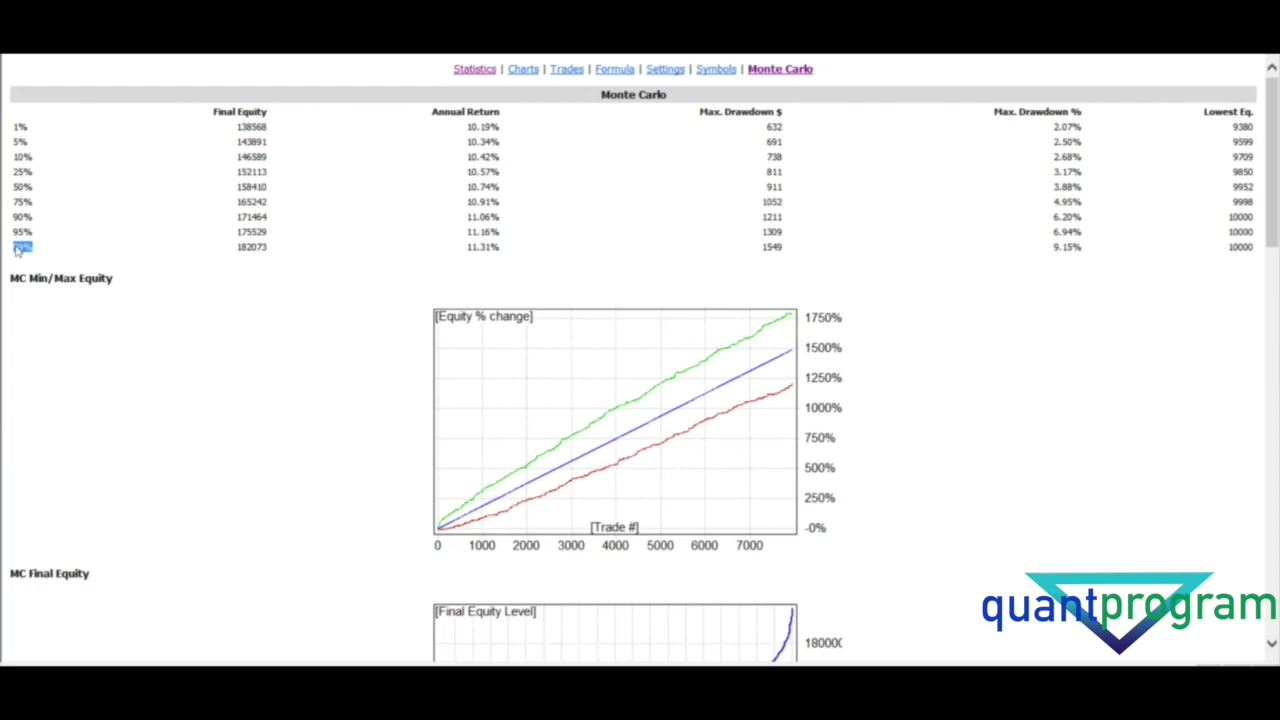 Statistics | Charts | Trades | Formula | Settings | Symbols | Monte Carlo
Monte Carlo
Final Equity Annual Return Max. Drawdown $ Max. Drawdown % Lowest Eq.
1% 138568 10.19% 632 2.07% 9380
5% 143891 10.34% 691 2.50% 9599
10% 146589 10.42% 738 2.68% 9709
25% 152113 10.57% 811 3.17% 9850
50% 158410 10.74% 911 3.88% 9952
75% 165242 10.91% 1052 4.95% 9998
90% 171464 11.06% 1211 6.20% 10000
95% 175529 11.16% 1309 6.94% 10000
182073 11.31% 1549 9.15% 10000
MC Min/Max Equity
[Equity % change]
1750%
1500%
1250%
1000%
750%
500%
250%
-0%
[Trade #]
0 1000 2000 3000 4000 5000 6000 7000
MC Final Equity
[Final Equity Level]
quantprogram